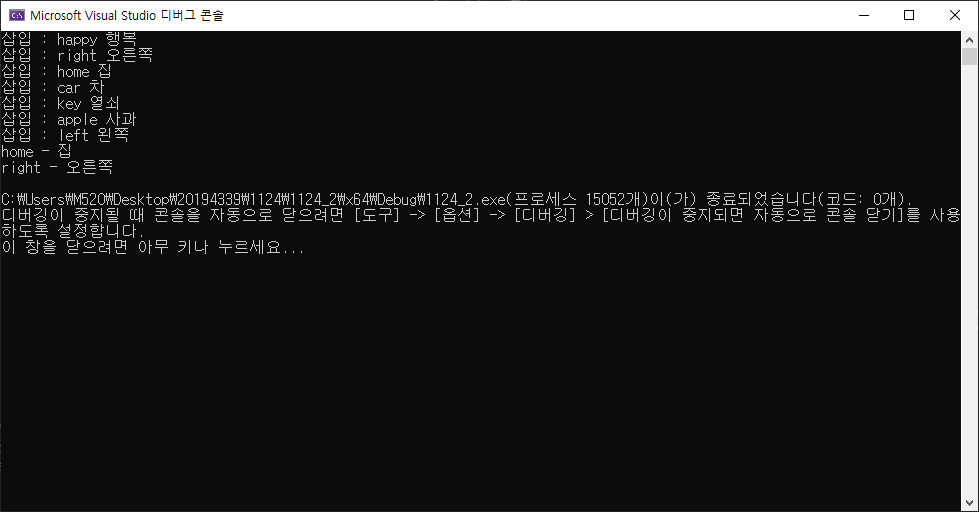 Microsoft Visual Studio 디버그 콘솔
삽입 : happy 행복
삽입 : right 오른쪽
삽입 : home 집
삽입 : car 차
삽입 : key 열쇠
삽입 : apple 사과
삽입 : left 왼쪽
home - 집
right - 오른쪽
C:₩Users₩M520₩Desktop₩20194339₩1124₩1124_2₩x64₩Debug₩1124_2.exe(프로세스 15052개)이(가) 종료되었습니다(코드: 0개).
디버깅이 중지될 때 콘솔을 자동으로 닫으려면 [도구] -> [옵션] -> [디버깅] > [디버깅이 중지되면 자동으로 콘솔 닫기]를 사용
하도록 설정합니다.
이 창을 닫으려면 아무 키나 누르세요...